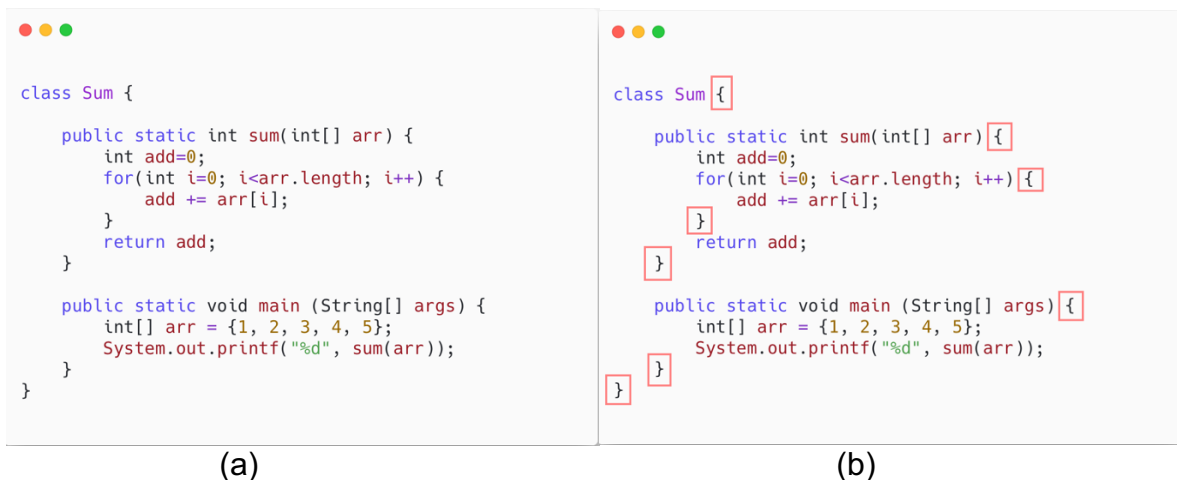 class Sum {
    public static int sum(int[] arr) {
        int add=0;
        for(int i=0; i<arr.length; i++) {
            add += arr[i];
        }
        return add;
    }
    public static void main (String[] args) {
        int[] arr = {1, 2, 3, 4, 5};
        System.out.printf("%d", sum(arr));
    }
}
(a)
class Sum {
    public static int sum(int[] arr) {
        int add=0;
        for(int i=0; i<arr.length; i++) {
            add += arr[i];
        }
        return add;
    }
    public static void main (String[] args) {
        int[] arr = {1, 2, 3, 4, 5};
        System.out.printf("%d", sum(arr));
    }
}
(b)